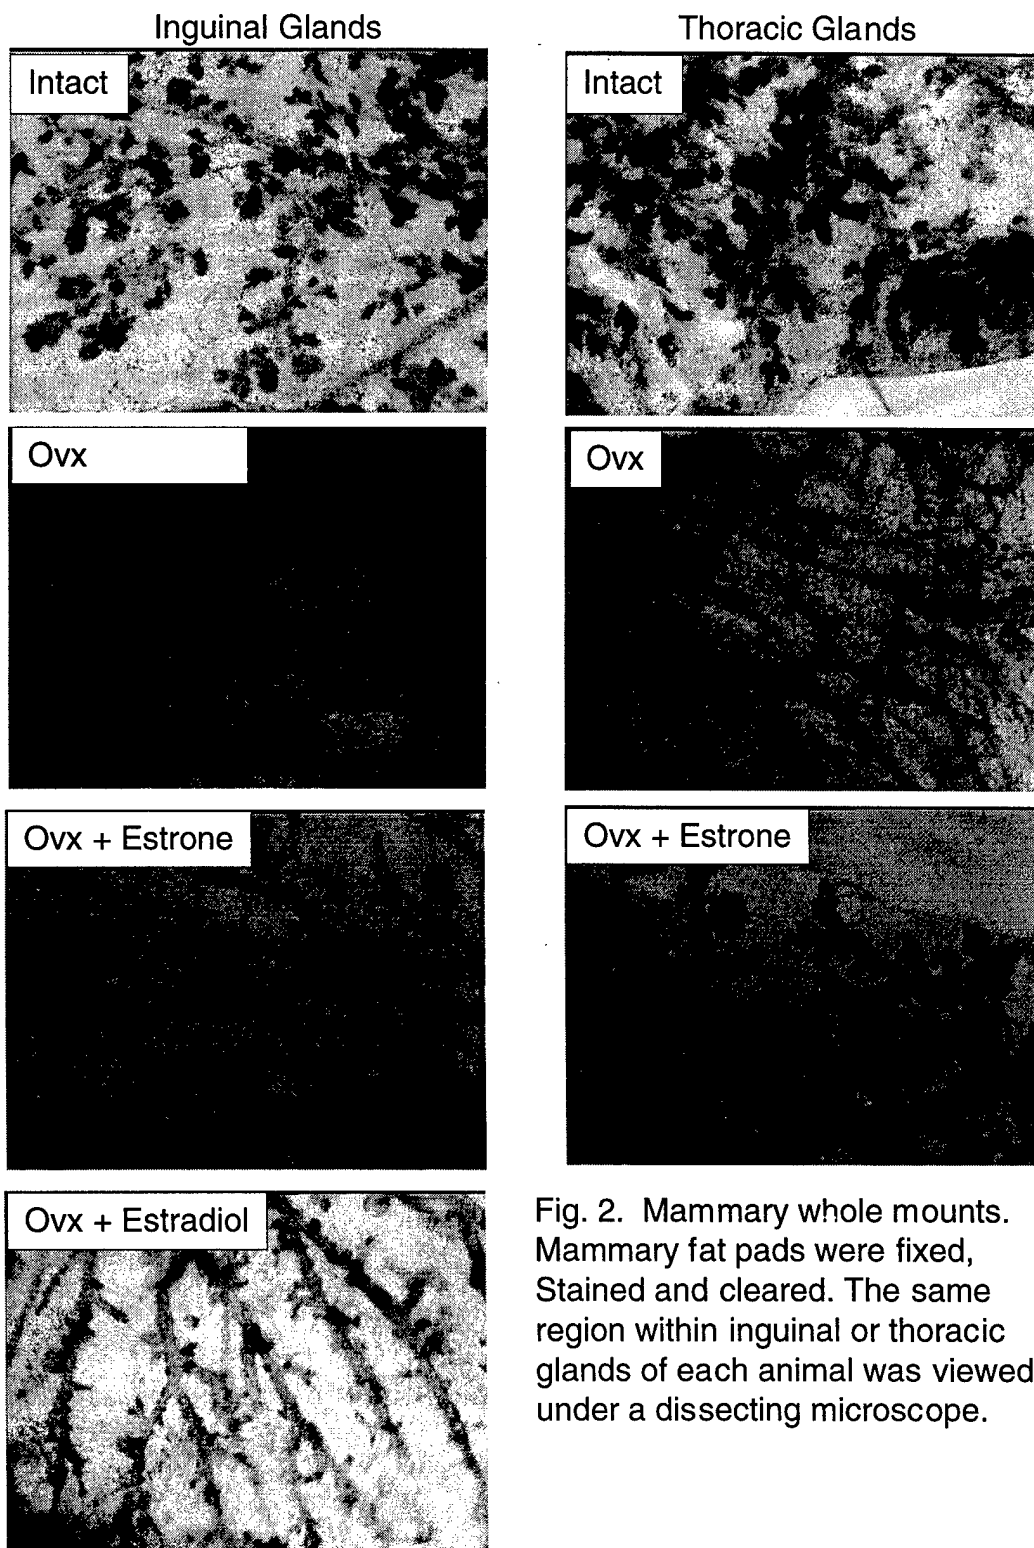 Inguinal Glands
Thoracic Glands
Intact
Intact
Ovx
Ovx
Ovx + Estrone
Ovx + Estrone
Ovx + Estradiol
Fig. 2. Mammary whole mounts.
Mammary fat pads were fixed,
Stained and cleared. The same
region within inguinal or thoracic
glands of each animal was viewed
under a dissecting microscope.